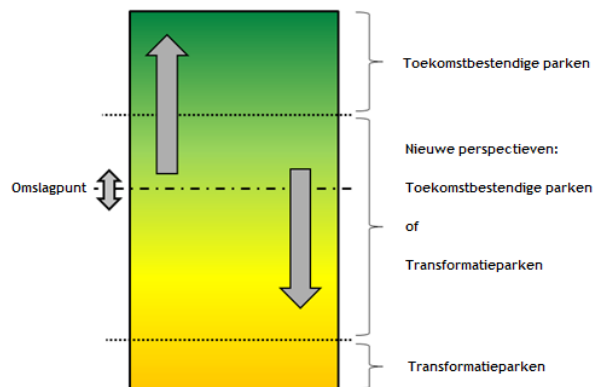 Toekomstbestendige parken
Nieuwe perspectieven:
Omslagpunt
Toekomstbestendige parken
of
Transformatieparken
Transformatieparken